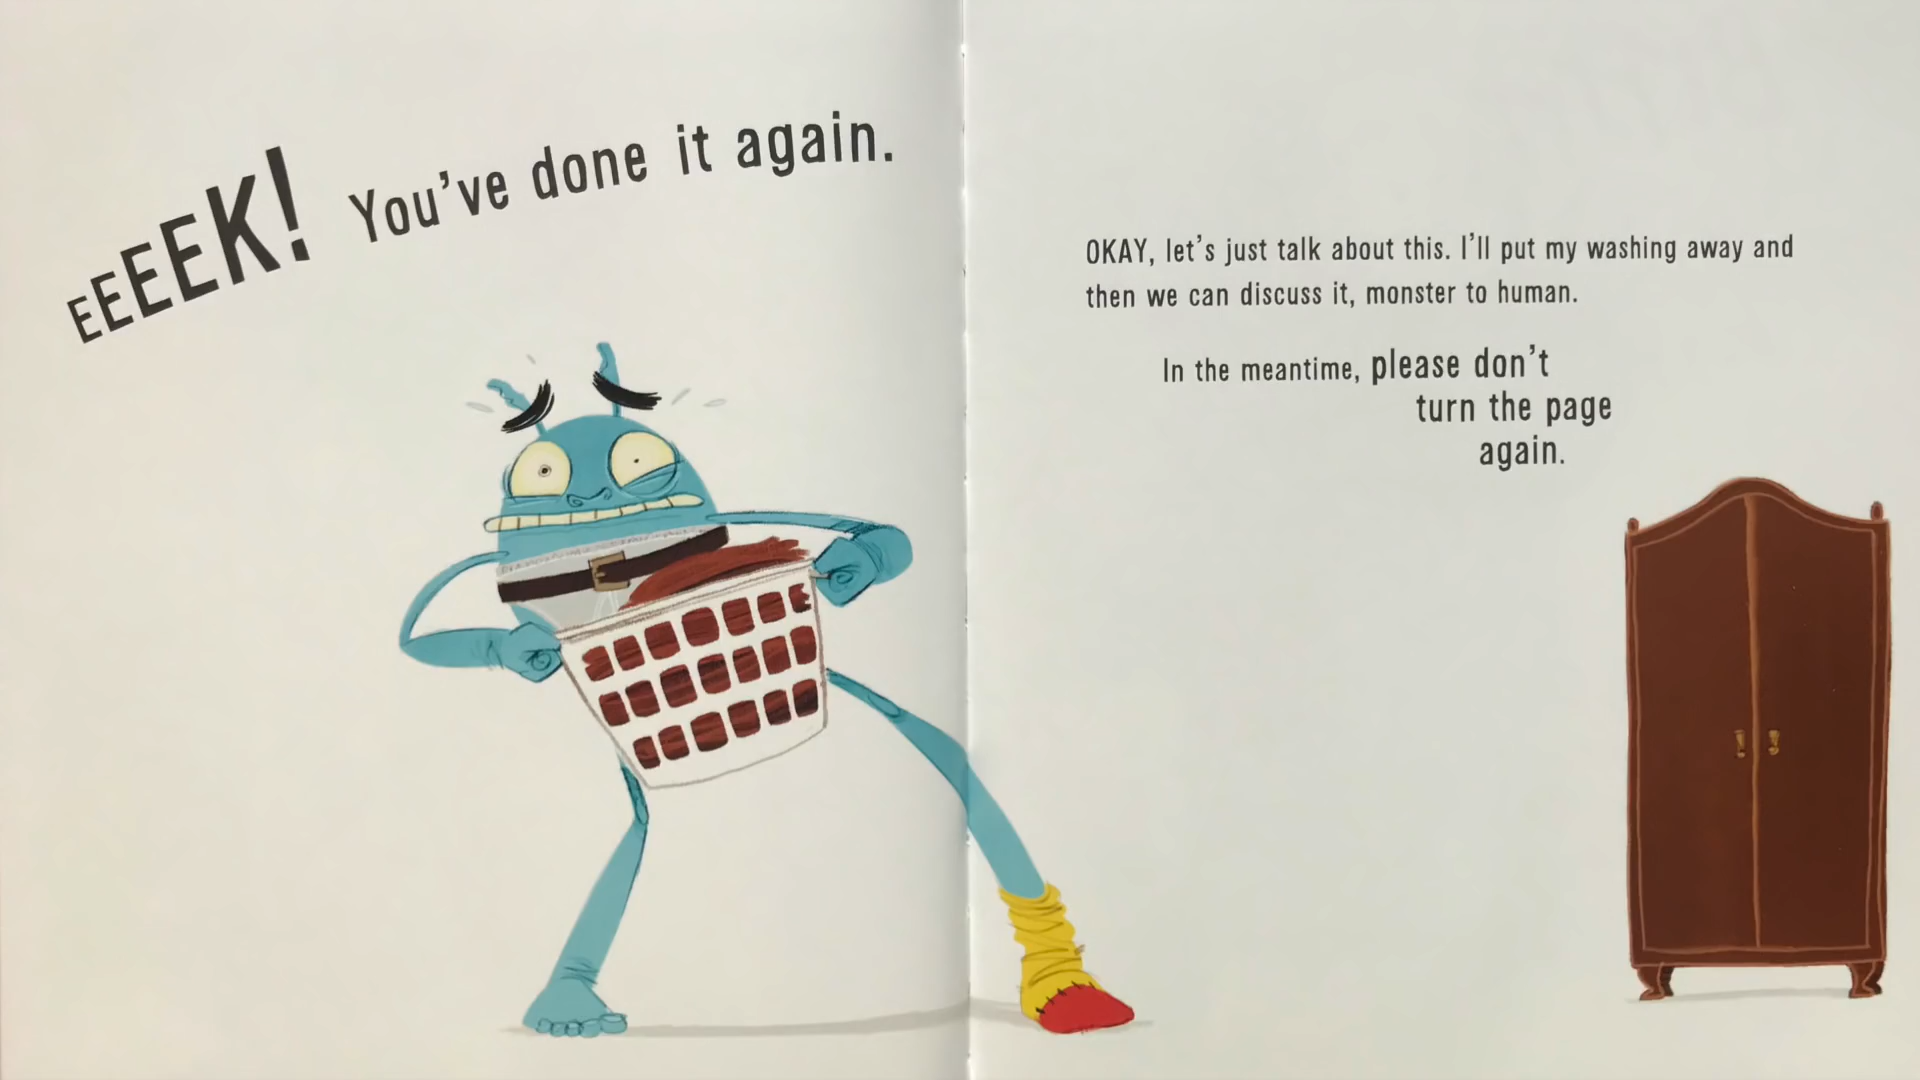 EEEEEK! You've done it again.
OKAY, let's just talk about this. I'll put my washing away and
then we can discuss it, monster to human.
In the meantime, please don't
turn the page
again.